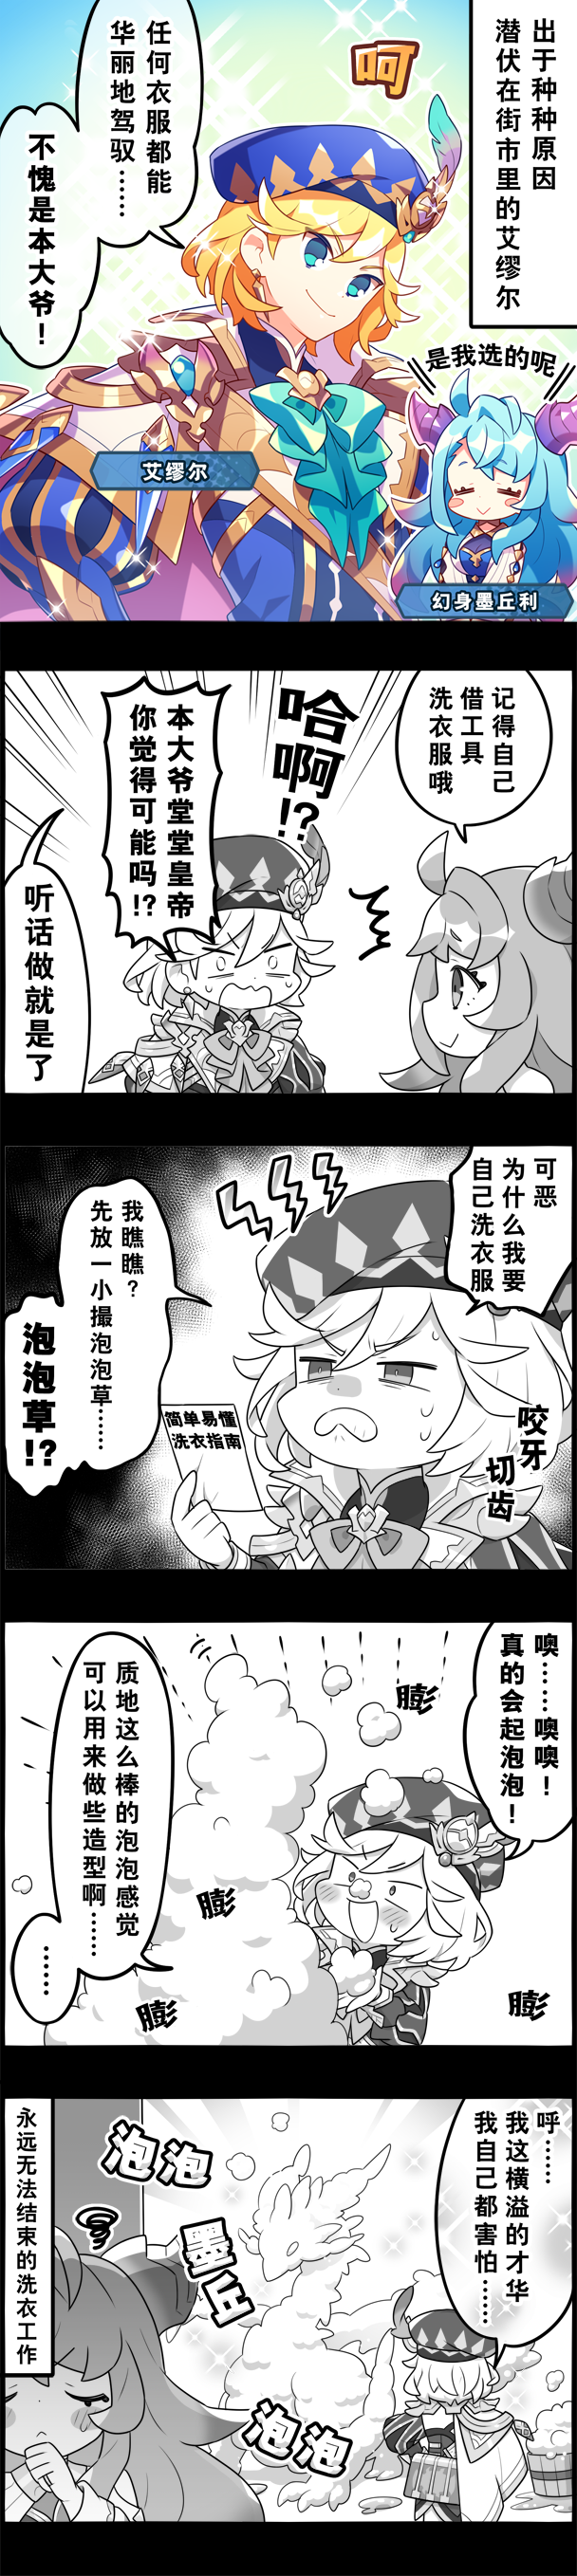 出于种种原因
潜伏在街市里的艾缪尔
呵
任何衣服都能
华丽地驾驭……
不愧是本大爷！
是我选的呢
艾缪尔
幻身墨丘利
记得自己
借工具
洗衣服哦
哈啊!?
本大爷堂堂皇帝
你觉得可能吗!?
听话做就是了
可恶
为什么我要
自己洗衣服
咬牙
切齿
我瞧瞧？
先放一小撮泡泡草……
泡泡草!?
简单易懂
洗衣指南
噢……噢噢！
真的会起泡泡！
膨
质地这么棒的泡泡感觉
可以用来做些造型啊……
……
膨
膨
膨
呼……
我这横溢的才华
我自己都害怕……
泡泡
墨丘
泡泡
永远无法结束的洗衣工作